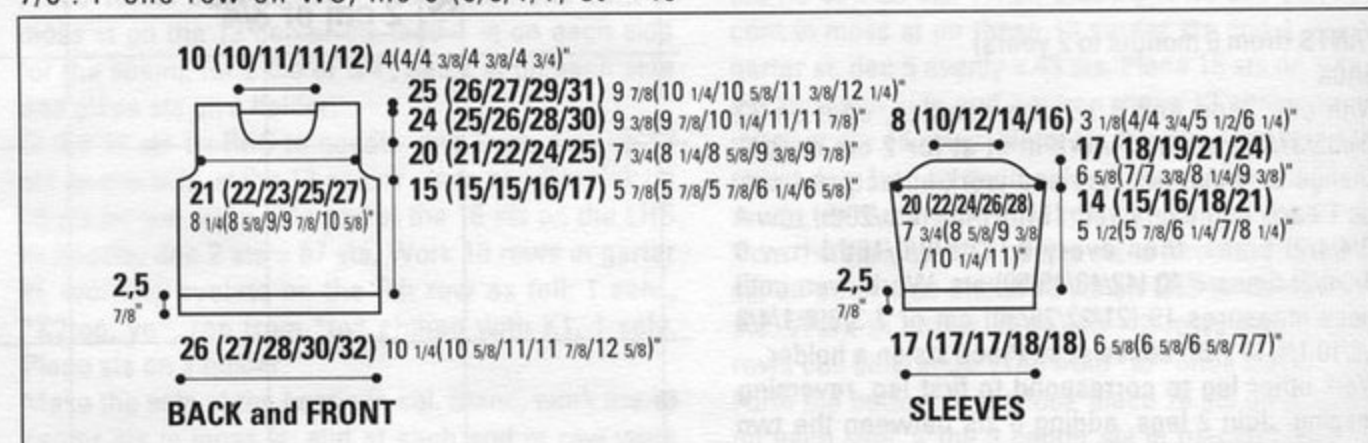 10 (10/11/11/12) 4(4/4 3/8/4 3/8/4 3/4)"
25 (26/27/29/31) 9 7/8(10 1/4/10 5/8/11 3/8/12 1/4)"
24 (25/26/28/30) 9 3/8(9 7/8/10 1/4/11/11 7/8)"
20 (21/22/24/25) 7 3/4(8 1/4/8 5/8/9 3/8/9 7/8)"
15 (15/15/16/17) 5 7/8(5 7/8/5 7/8/6 1/4/6 5/8)"
21 (22/23/25/27)
8 1/4(8 5/8/9/9 7/8/10 5/8)"
2,5
7/8"
26 (27/28/30/32) 10 1/4(10 5/8/11/11 7/8/12 5/8)"
BACK and FRONT
8 (10/12/14/16) 3 1/8(4/4 3/4/5 1/2/6 1/4)"
17 (18/19/21/24)
6 5/8(7/7 3/8/8 1/4/9 3/8)"
14 (15/16/18/21)
5 1/2(5 7/8/6 1/4/7/8 1/4)"
20 (22/24/26/28)
7 3/4(8 5/8/9 3/8
/10 1/4/11)"
2,5
7/8"
17 (17/17/18/18) 6 5/8(6 5/8/6 5/8/7/7)"
SLEEVES